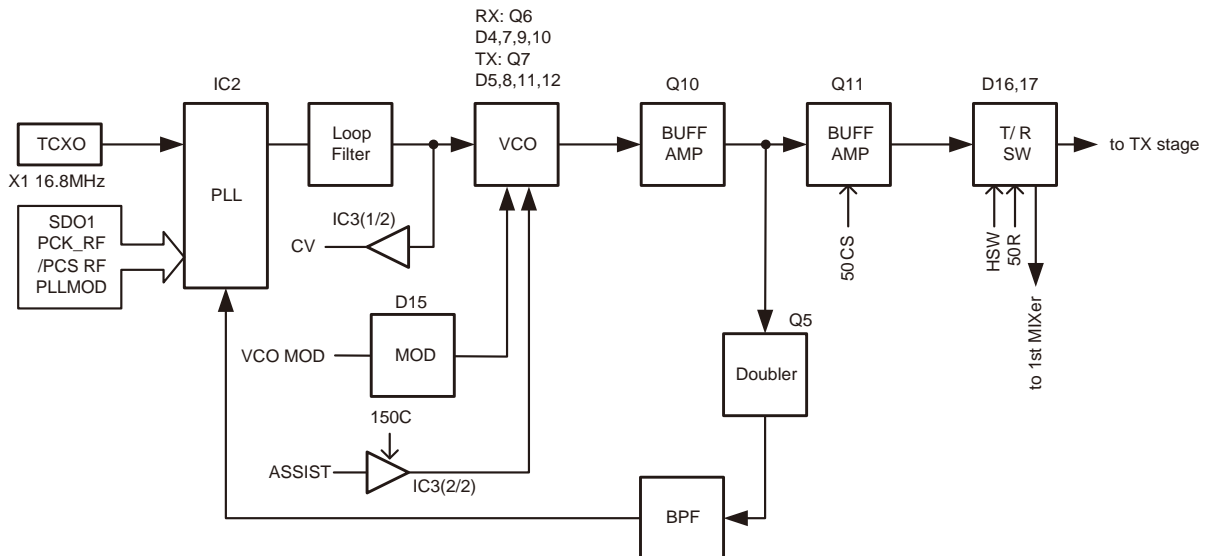 RX: Q6
D4,7,9,10
TX: Q7
D5,8,11,12
IC2
Q10
Q11
D16,17
TCXO
X1 16.8MHz
PLL
Loop
Filter
VCO
BUFF
AMP
BUFF
AMP
T/R
SW
to TX stage
SDO1
PCK_RF
/PCS RF
PLLMOD
IC3(1/2)
CV
50CS
HSW
50R
to 1st MIXer
D15
VCO MOD
MOD
Q5
Doubler
150C
ASSIST
IC3(2/2)
BPF